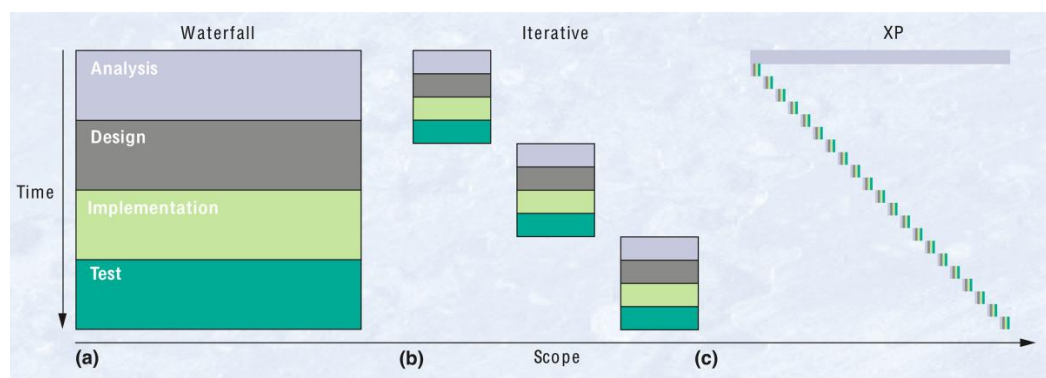 Waterfall
Iterative
XP
Analysis
Design
Time
Implementation
Test
(a)
(b)
Scope
(c)